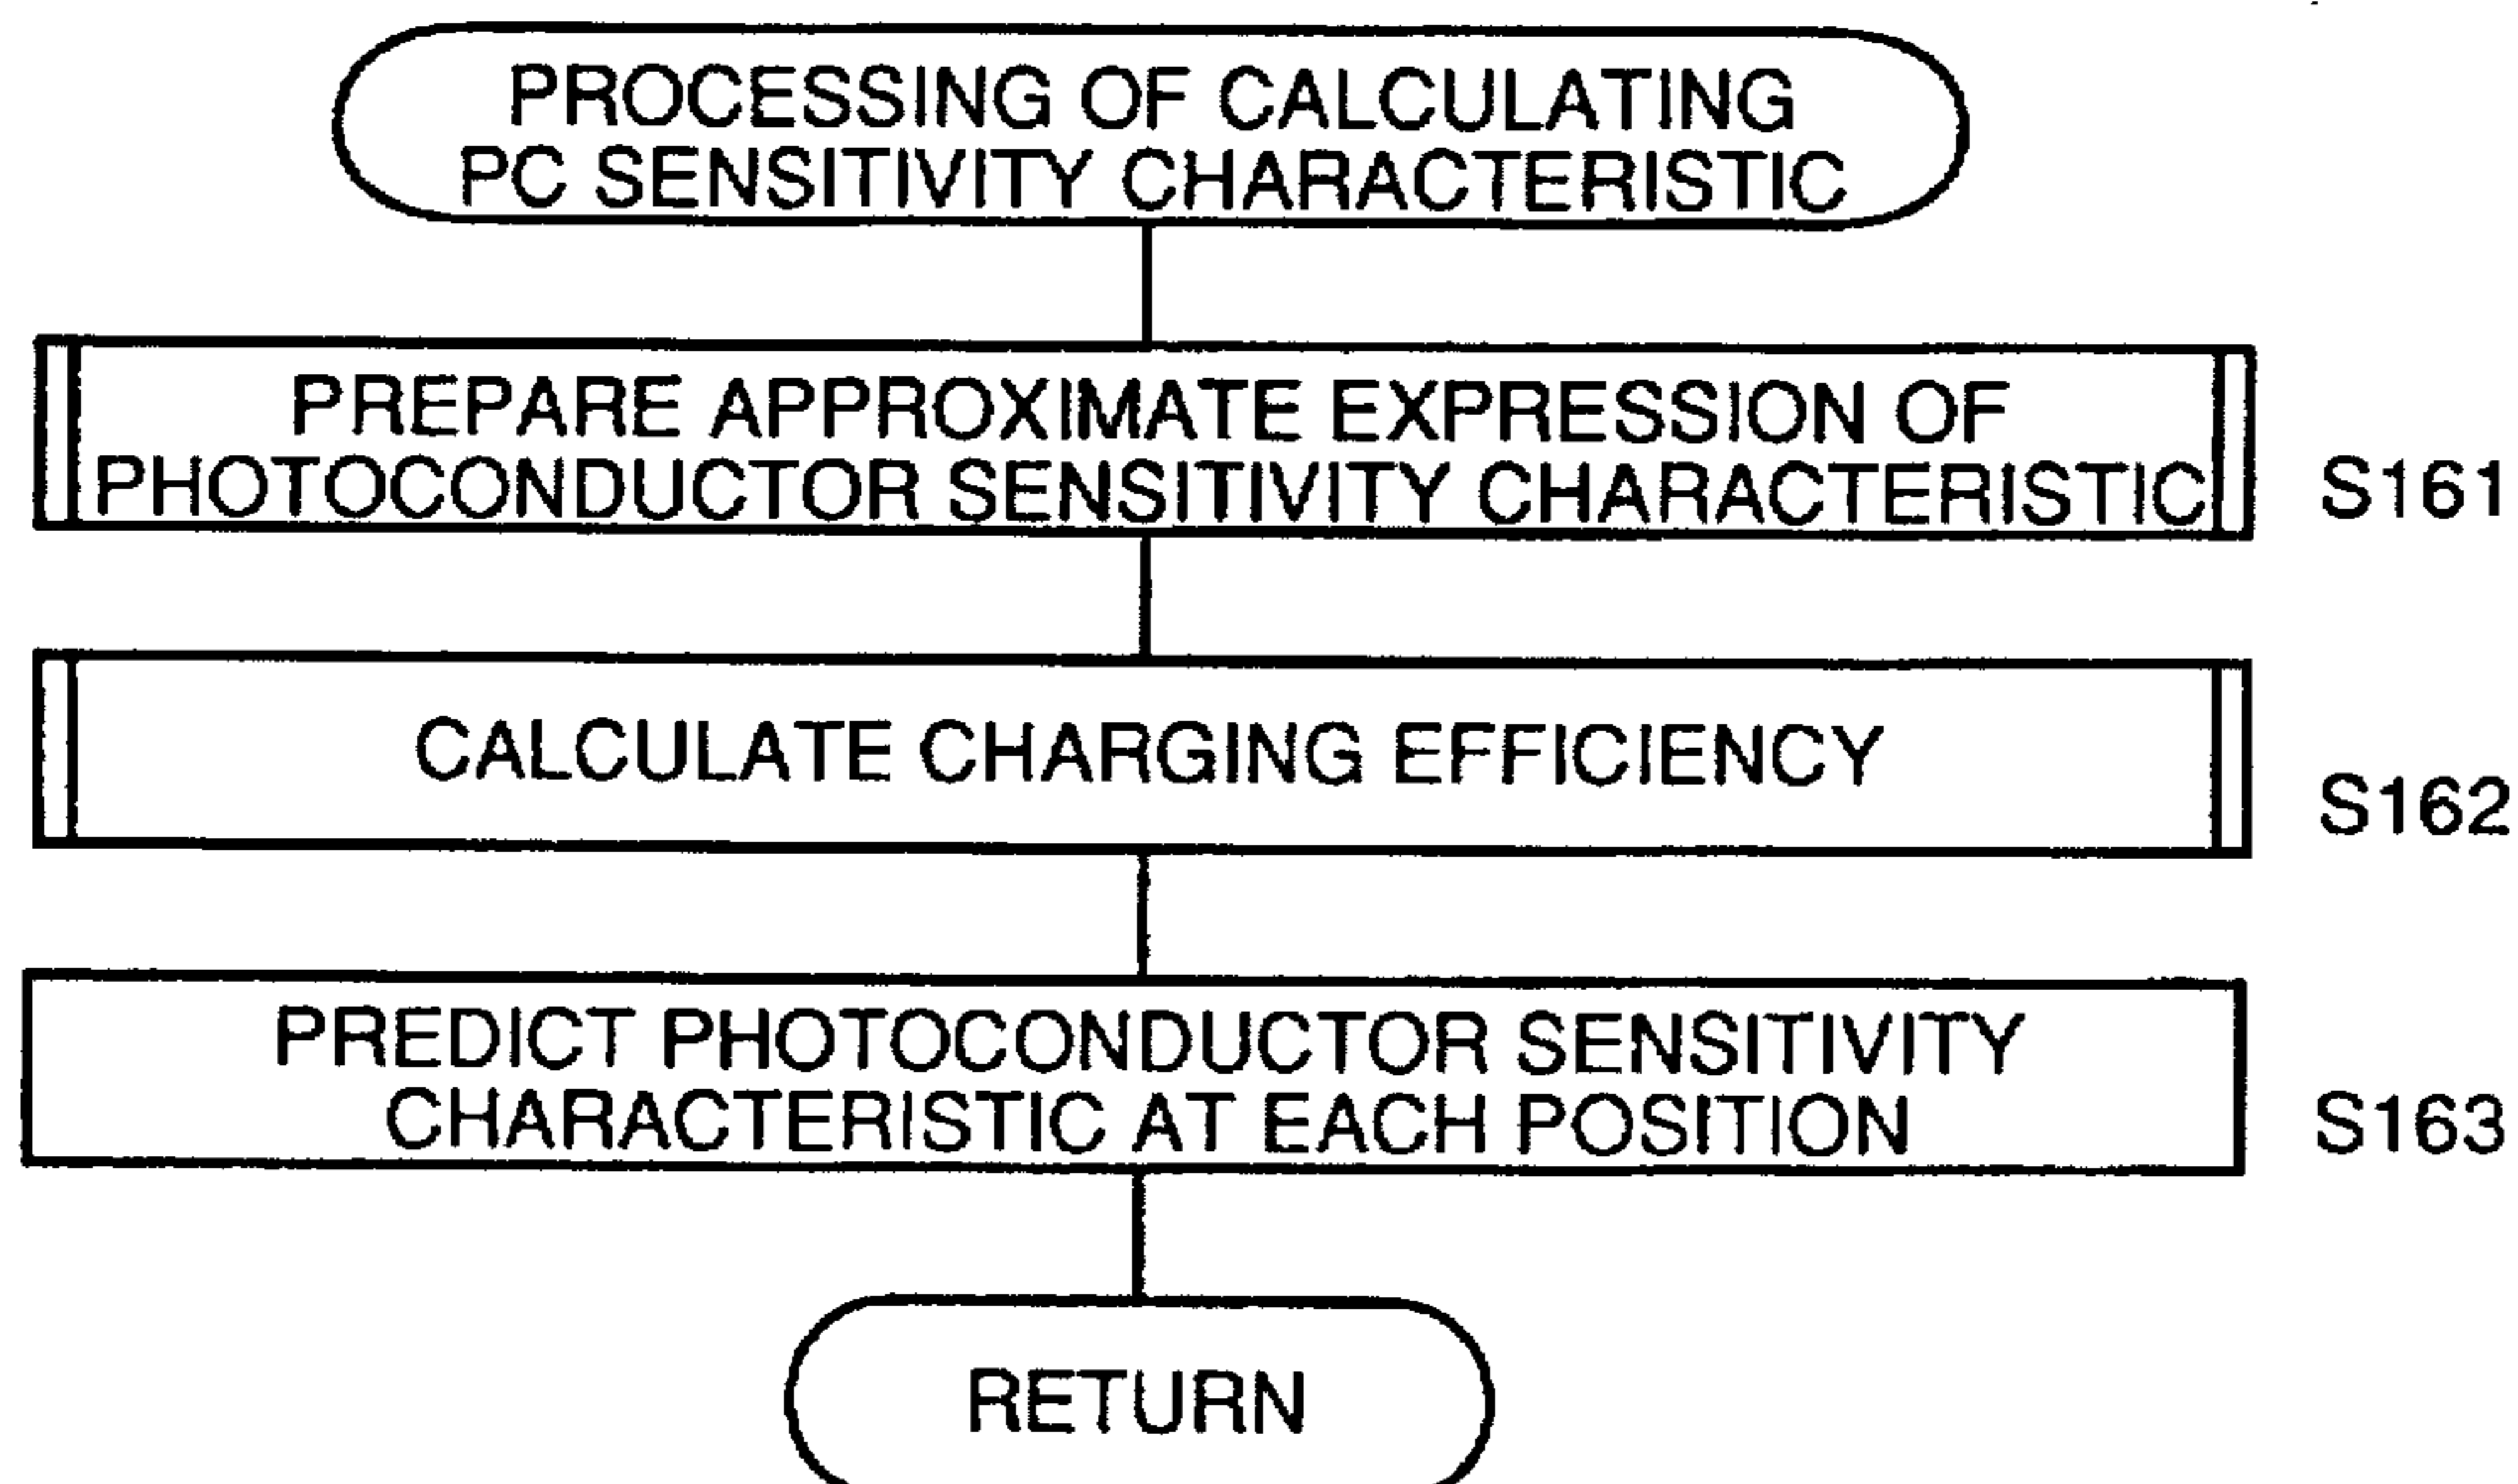 PROCESSING OF CALCULATING
PC SENSITIVITY CHARACTERISTIC
PREPARE APPROXIMATE EXPRESSION OF
PHOTOCONDUCTOR SENSITIVITY CHARACTERISTIC
S161
CALCULATE CHARGING EFFICIENCY
S162
PREDICT PHOTOCONDUCTOR SENSITIVITY
CHARACTERISTIC AT EACH POSITION
S163
RETURN